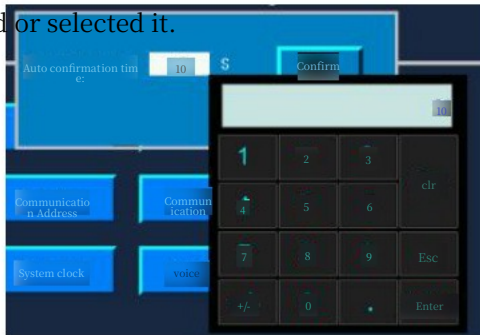 d or selected it.
Auto confirmation tim
e:
10
S
Confirm
10
1
2
3
clr
4
5
6
7
8
9
Esc
+/-
0
.
Enter
Communicatio
n Address
Commun
ication
System clock
voice